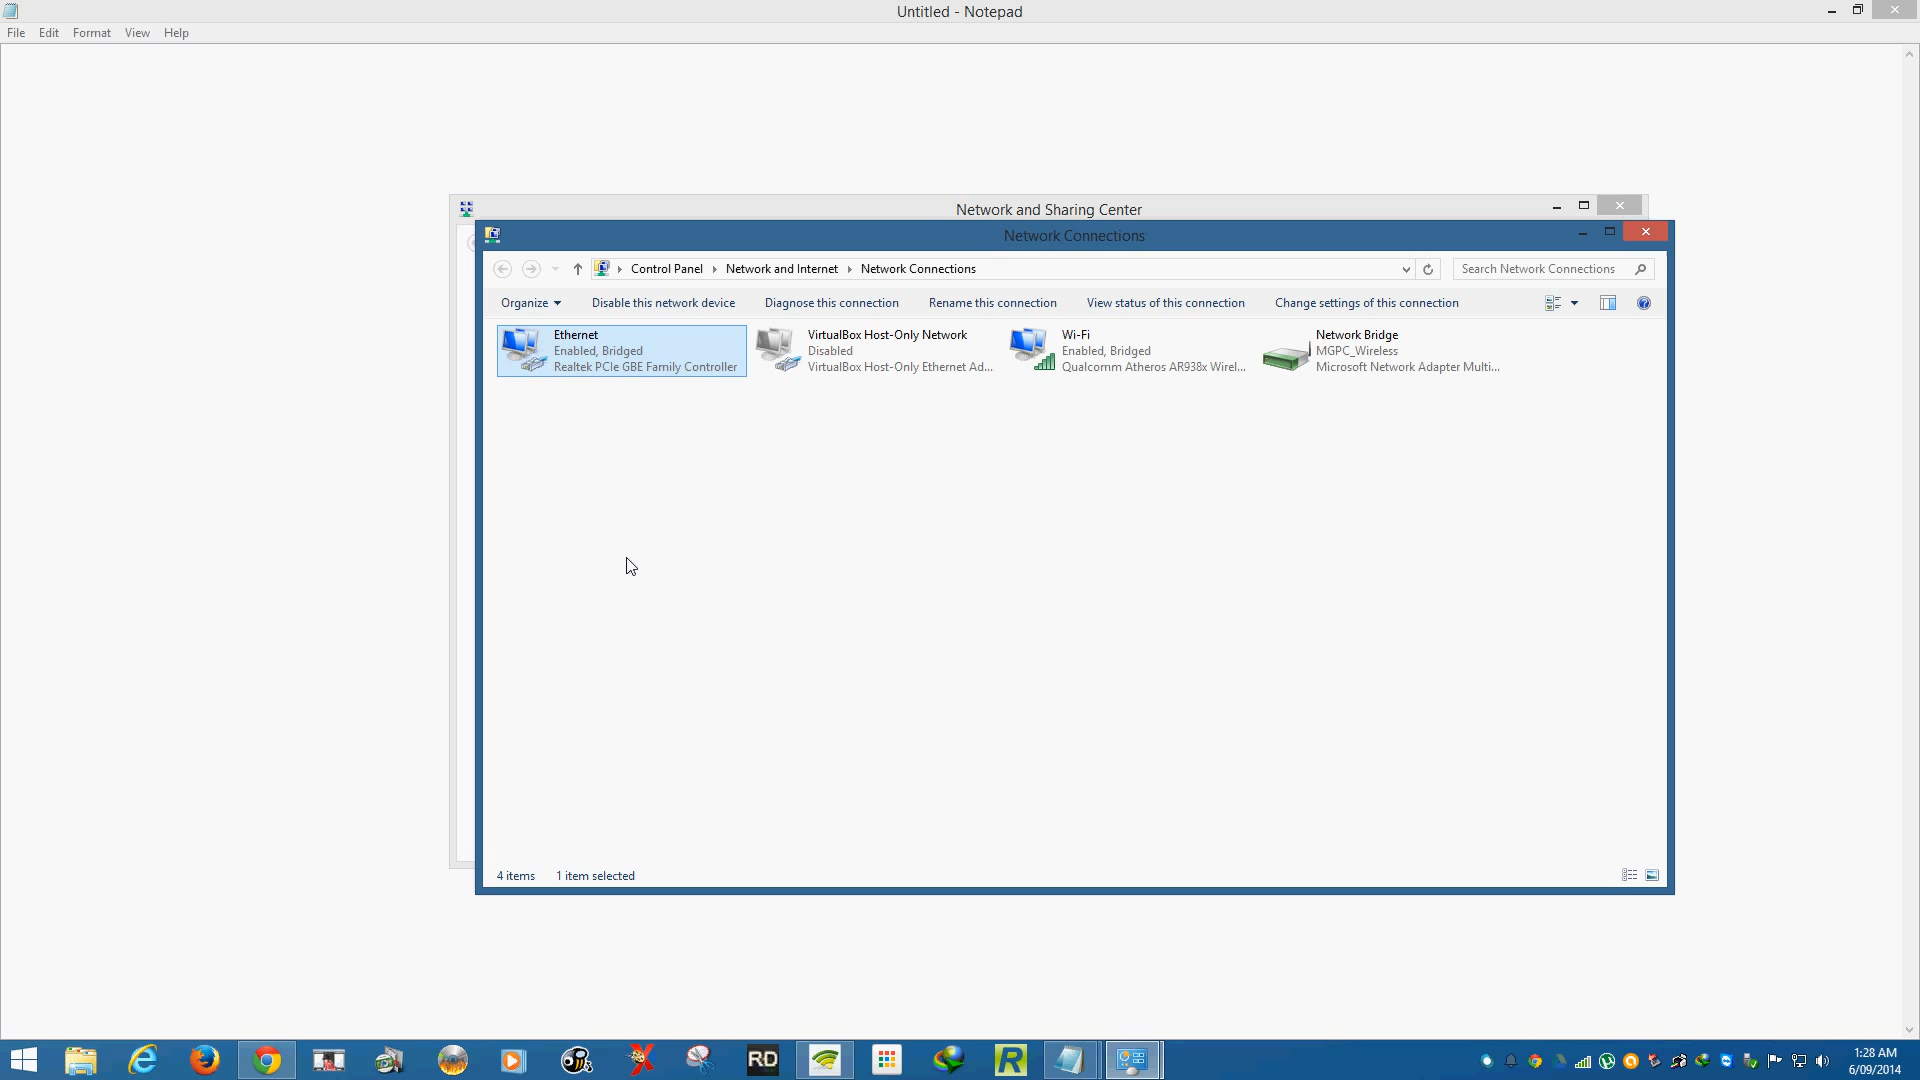 Untitled - Notepad
File Edit Format View Help
Network and Sharing Center
Network Connections
Control Panel Network and Internet Network Connections
Search Network Connections
Organize Disable this network device Diagnose this connection Rename this connection View status of this connection Change settings of this connection
Ethernet
Enabled, Bridged
Realtek PCIe GBE Family Controller
VirtualBox Host-Only Network
Disabled
VirtualBox Host-Only Ethernet Ad...
Wi-Fi
Enabled, Bridged
Qualcomm Atheros AR938x Wirel...
Network Bridge
MGPC_Wireless
Microsoft Network Adapter Multi...
4 items 1 item selected
RD
R
1:28 AM
6/09/2014